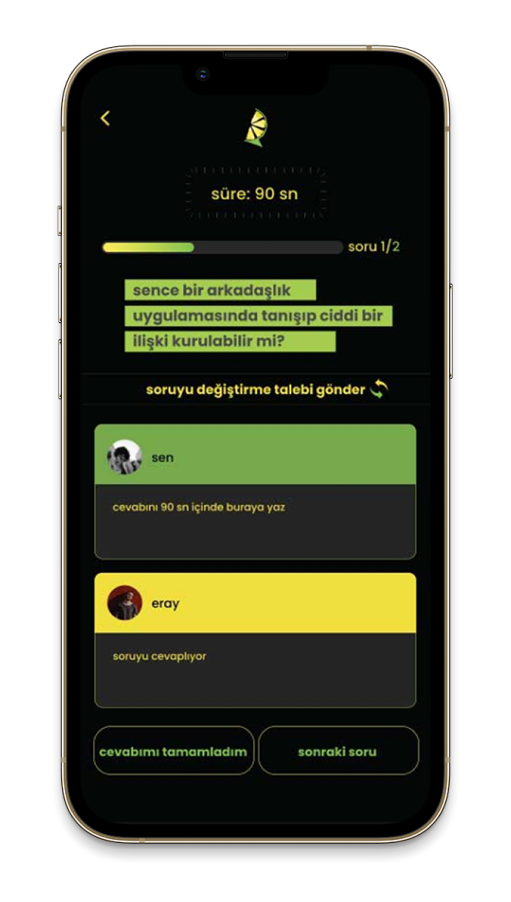 süre: 90 sn
soru 1/2
sence bir arkadaşlık
uygulamasında tanışıp ciddi bir
ilişki kurulabilir mi?
soruyu değiştirme talebi gönder
sen
cevabını 90 sn içinde buraya yaz
eray
soruyu cevaplıyor
cevabımı tamamladım
sonraki soru